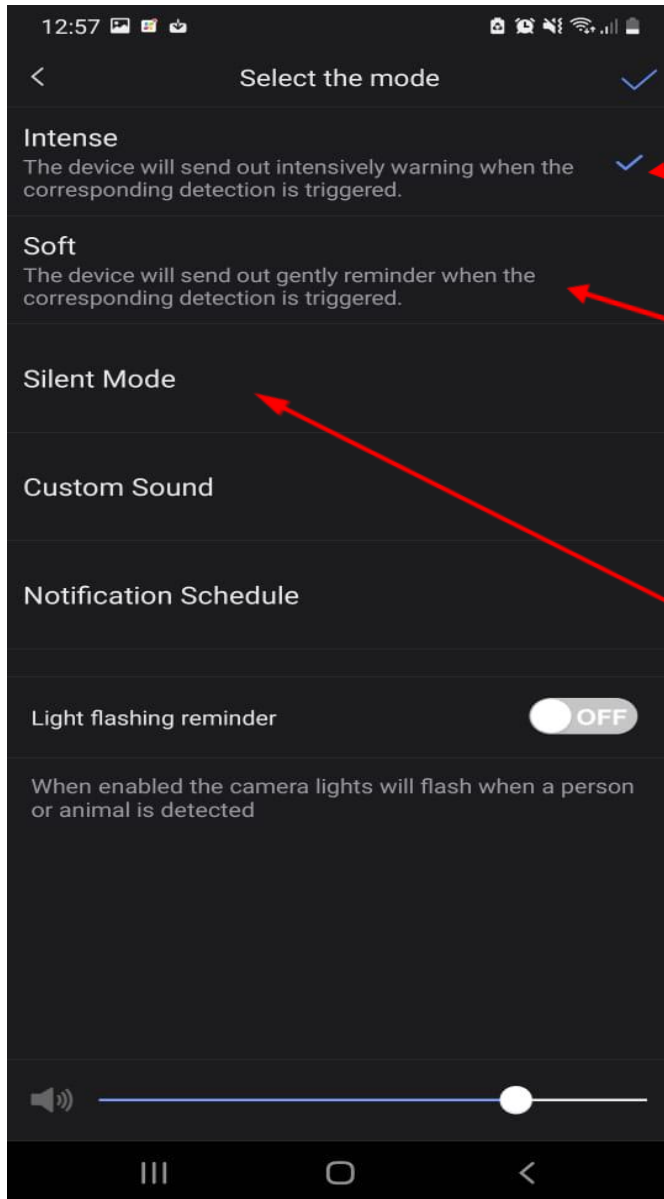 12:57
Select the mode
Intense
The device will send out intensively warning when the
corresponding detection is triggered.
Soft
The device will send out gently reminder when the
corresponding detection is triggered.
Silent Mode
Custom Sound
Notification Schedule
Light flashing reminder
OFF
When enabled the camera lights will flash when a person
or animal is detected